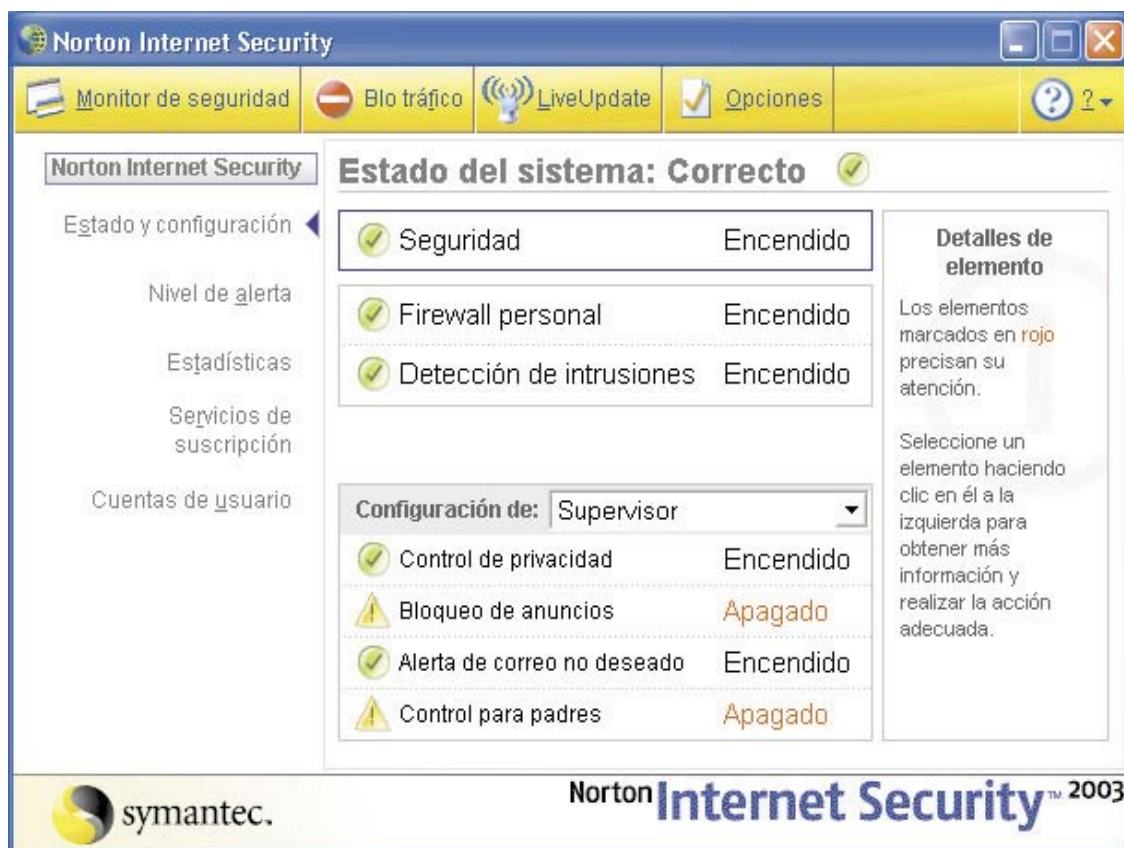 Norton Internet Security
Monitor de seguridad
Blo tráfico
LiveUpdate
Opciones
?
Norton Internet Security
Estado y configuración
Nivel de alerta
Estadísticas
Servicios de
suscripción
Cuentas de usuario
Estado del sistema: Correcto
Seguridad Encendido
Firewall personal Encendido
Detección de intrusiones Encendido
Configuración de: Supervisor
Control de privacidad Encendido
Bloqueo de anuncios Apagado
Alerta de correo no deseado Encendido
Control para padres Apagado
Detalles de
elemento
Los elementos
marcados en rojo
precisan su
atención.
Seleccione un
elemento haciendo
clic en él a la
izquierda para
obtener más
información y
realizar la acción
adecuada.
symantec.
Norton Internet Security™ 2003